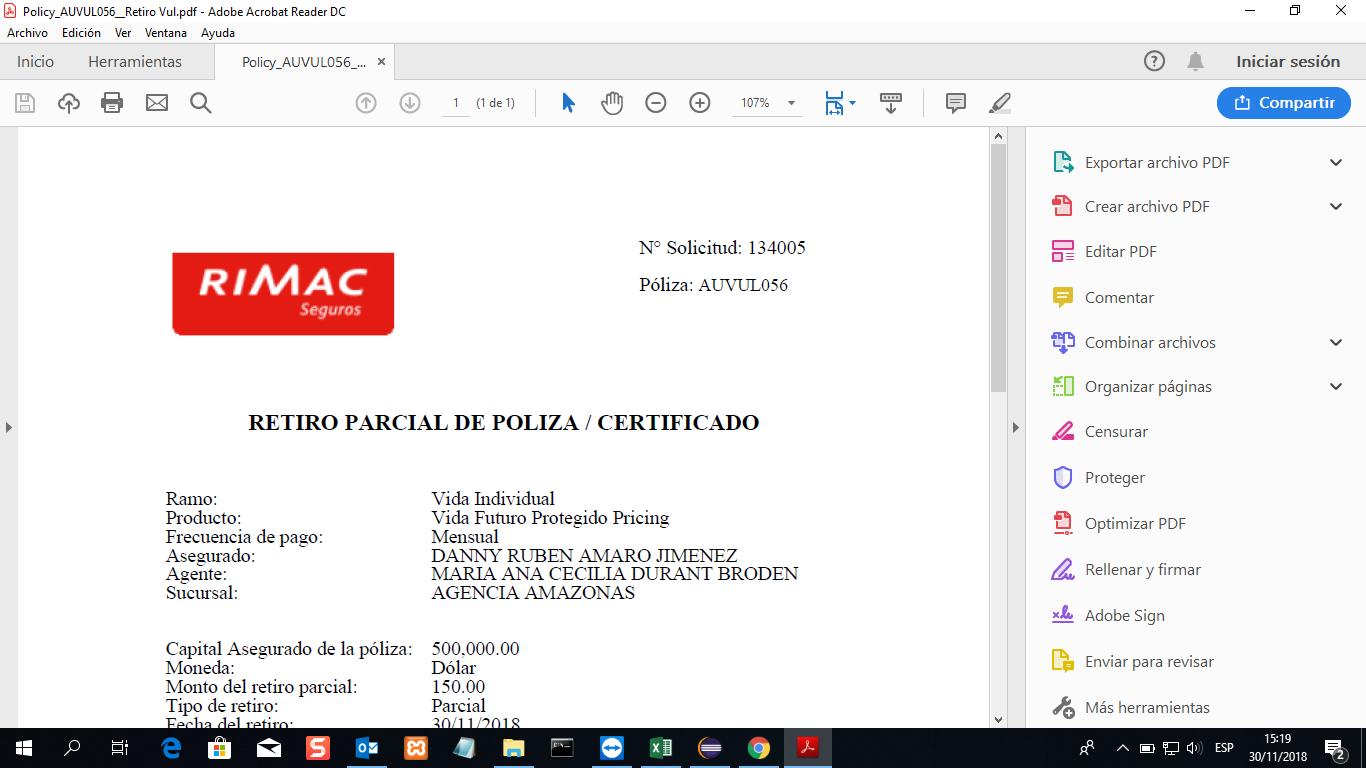 Policy_AUVUL056__Retiro Vul.pdf - Adobe Acrobat Reader DC
Archivo Edición Ver Ventana Ayuda
Inicio Herramientas Policy_AUVUL056_... Iniciar sesión
1 (1 de 1) 107% Compartir
N° Solicitud: 134005
Póliza: AUVUL056
RIMAC
Seguros
RETIRO PARCIAL DE POLIZA / CERTIFICADO
Ramo: Vida Individual
Producto: Vida Futuro Protegido Pricing
Frecuencia de pago: Mensual
Asegurado: DANNY RUBEN AMARO JIMENEZ
Agente: MARIA ANA CECILIA DURANT BRODEN
Sucursal: AGENCIA AMAZONAS
Capital Asegurado de la póliza: 500,000.00
Moneda: Dólar
Monto del retiro parcial: 150.00
Tipo de retiro: Parcial
Fecha del retiro: 30/11/2018
Exportar archivo PDF
Crear archivo PDF
Editar PDF
Comentar
Combinar archivos
Organizar páginas
Censurar
Proteger
Optimizar PDF
Rellenar y firmar
Adobe Sign
Enviar para revisar
Más herramientas
ESP 15:19
30/11/2018 2